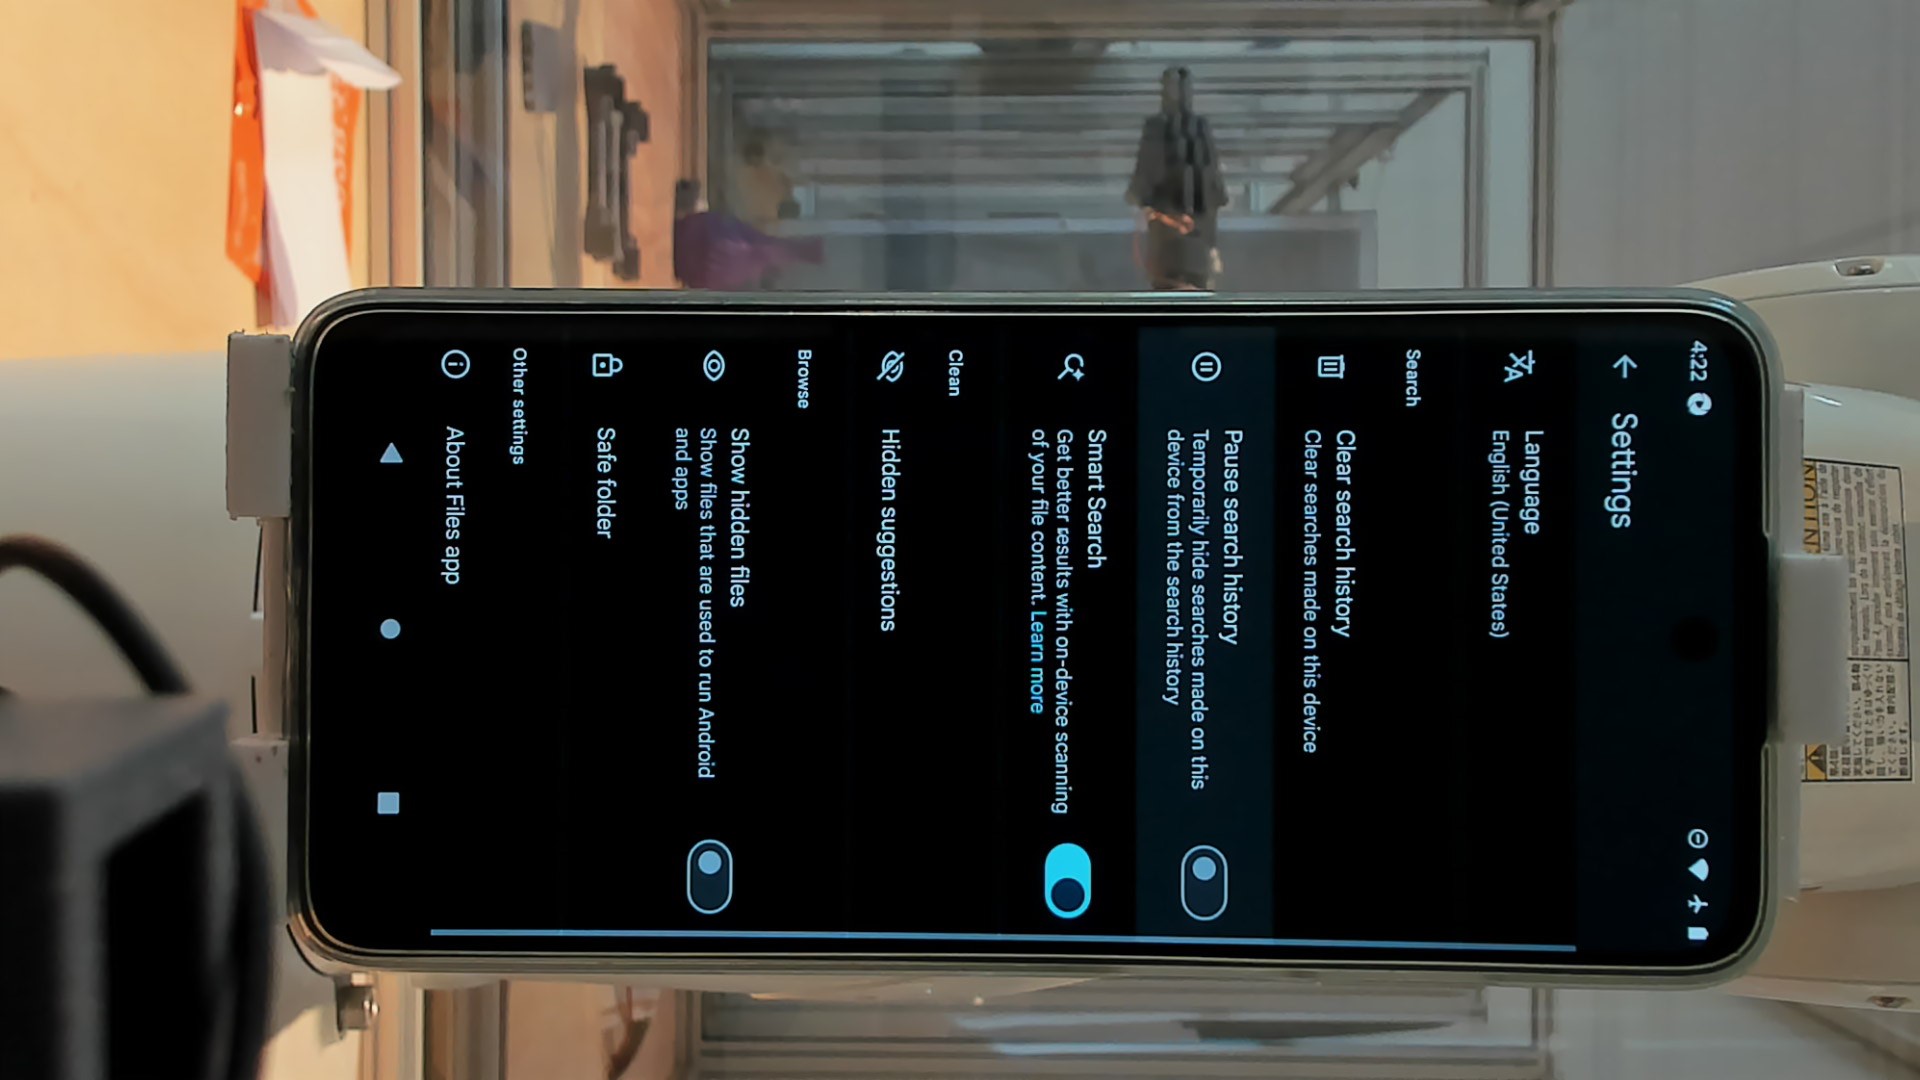 4:22
Settings
Language
English (United States)
Search
Clear search history
Clear searches made on this device
Pause search history
Temporarily hide searches made on this
device from the search history
Smart Search
Get better results with on-device scanning
of your file content. Learn more
Clean
Hidden suggestions
Browse
Show hidden files
Show files that are used to run Android
and apps
Safe folder
Other settings
About Files app